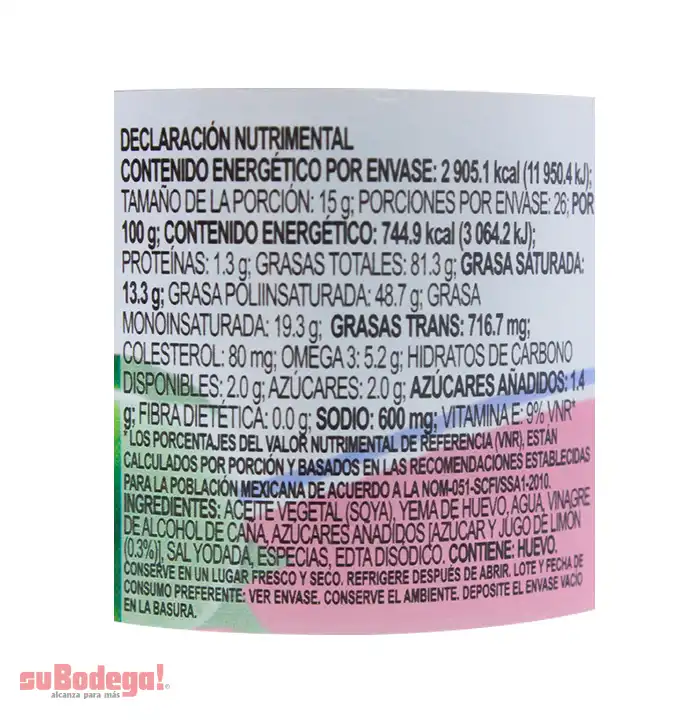 DECLARACIÓN NUTRIMENTAL
CONTENIDO ENERGÉTICO POR ENVASE: 2 905.1 kcal (11 950.4 kJ);
TAMAÑO DE LA PORCIÓN: 15 g; PORCIONES POR ENVASE: 26; POR
100 g; CONTENIDO ENERGÉTICO: 744.9 kcal (3 064.2 kJ);
PROTEÍNAS: 1.3 g; GRASAS TOTALES: 81.3 g; GRASA SATURADA:
13.3 g; GRASA POLIINSATURADA: 48.7 g; GRASA
MONOINSATURADA: 19.3 g; GRASAS TRANS: 716.7 mg;
COLESTEROL: 80 mg; OMEGA 3: 5.2 g; HIDRATOS DE CARBONO
DISPONIBLES: 2.0 g; AZÚCARES: 2.0 g; AZÚCARES AÑADIDOS: 1.4
g; FIBRA DIETÉTICA: 0.0 g; SODIO: 600 mg; VITAMINA E: 9% VNR*
*LOS PORCENTAJES DEL VALOR NUTRIMENTAL DE REFERENCIA (VNR), ESTÁN
CALCULADOS POR PORCIÓN Y BASADOS EN LAS RECOMENDACIONES ESTABLECIDAS
PARA LA POBLACIÓN MEXICANA DE ACUERDO A LA NOM-051-SCFI/SSA1-2010.
INGREDIENTES: ACEITE VEGETAL (SOYA), YEMA DE HUEVO, AGUA, VINAGRE
DE ALCOHOL DE CAÑA, AZÚCARES AÑADIDOS [AZÚCAR Y JUGO DE LIMÓN
(0.3%)], SAL YODADA, ESPECIAS, EDTA DISÓDICO. CONTIENE: HUEVO.
CONSERVE EN UN LUGAR FRESCO Y SECO. REFRIGERE DESPUÉS DE ABRIR. LOTE Y FECHA DE
CONSUMO PREFERENTE: VER ENVASE. CONSERVE EL AMBIENTE. DEPOSITE EL ENVASE VACÍO
EN LA BASURA.
suBodega!
alcanza para más